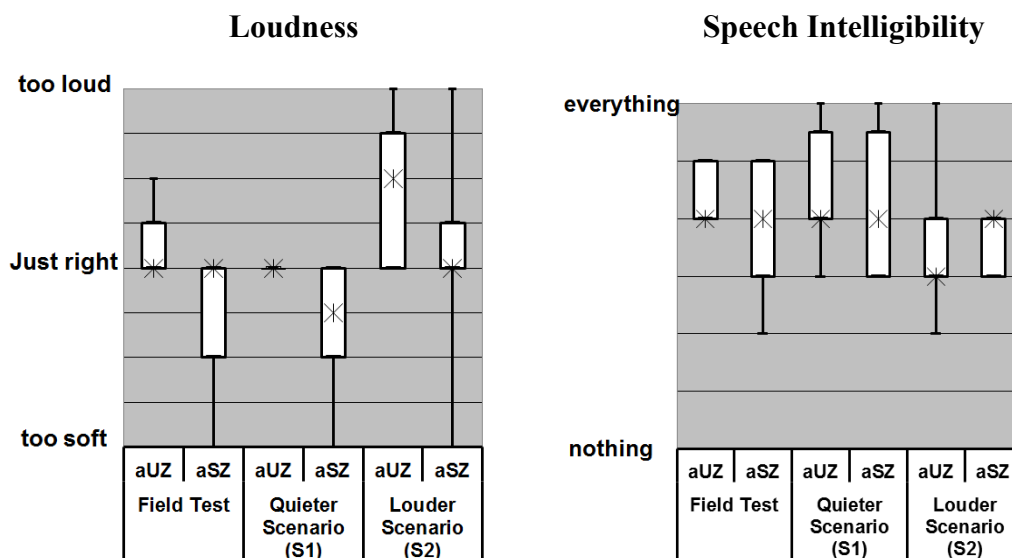 Loudness
too loud
Just right
too soft
aUZ aSZ aUZ aSZ aUZ aSZ
Field Test
Quieter
Scenario
(S1)
Louder
Scenario
(S2)
Speech Intelligibility
everything
nothing
aUZ aSZ aUZ aSZ aUZ aSZ
Field Test
Quieter
Scenario
(S1)
Louder
Scenario
(S2)